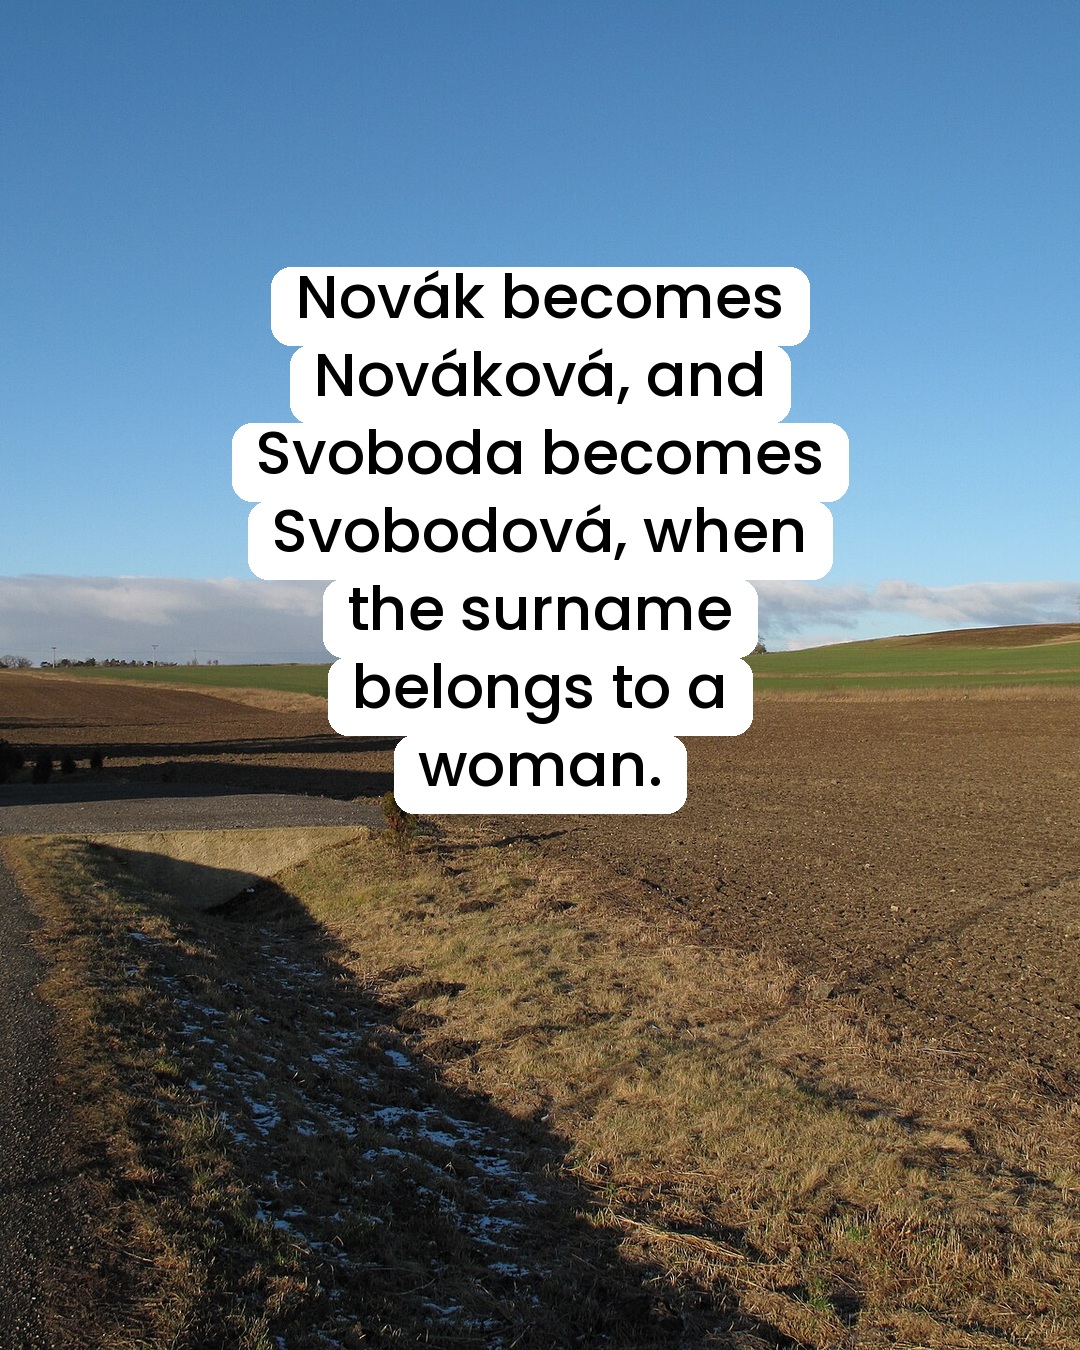 Novák becomes
Nováková, and
Svoboda becomes
Svobodová, when
the surname
belongs to a
woman.